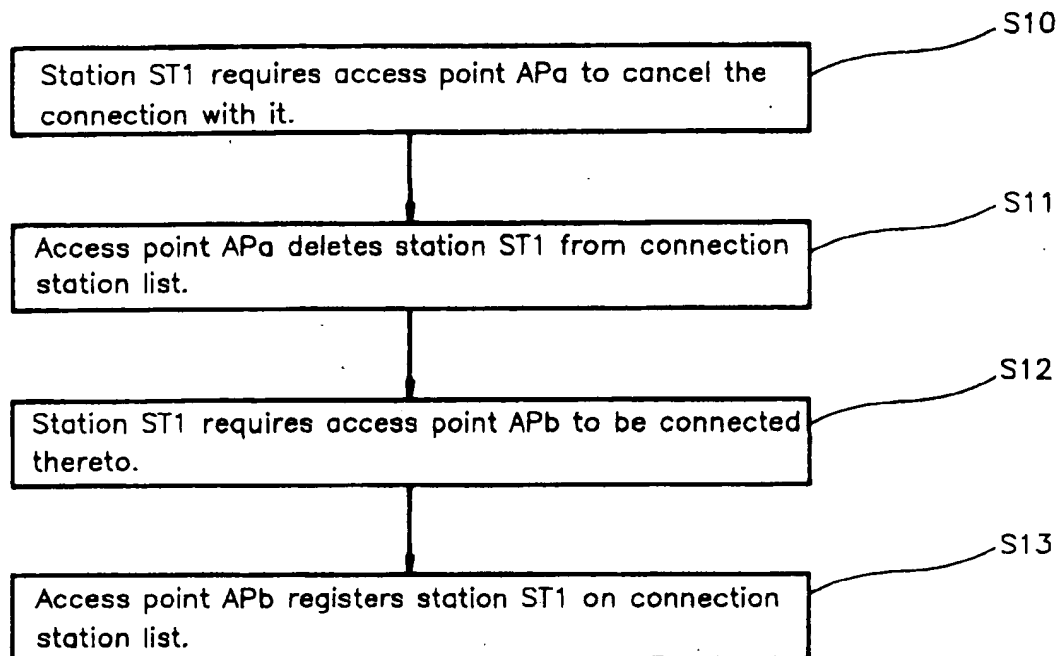 S10
Station ST1 requires access point APa to cancel the
connection with it.
S11
Access point APa deletes station ST1 from connection
station list.
S12
Station ST1 requires access point APb to be connected
thereto.
S13
Access point APb registers station ST1 on connection
station list.